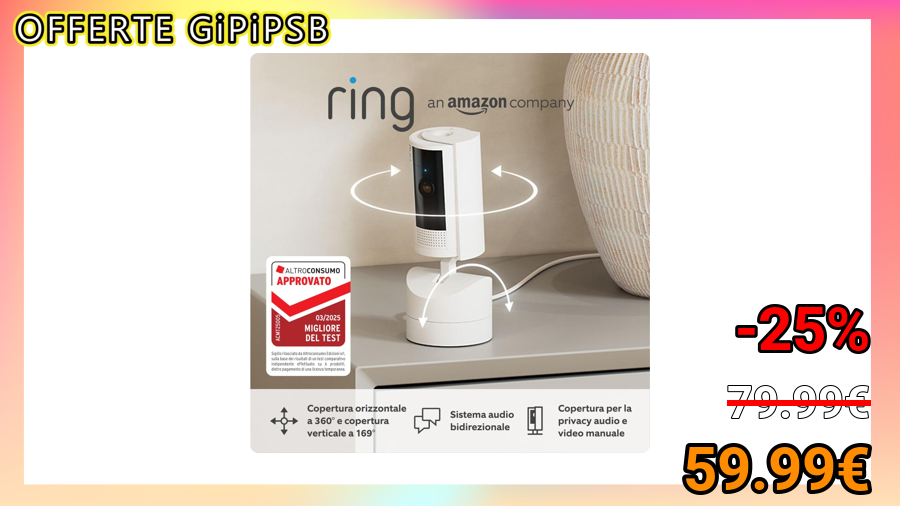 OFFERTE GiPiPSB
ring an amazon company
ALTROCONSUMO
APPROVATO
03/2025
MIGLIORE
DEL TEST
Copertura orizzontale
a 360° e copertura
verticale a 169°
Sistema audio
bidirezionale
Copertura per la
privacy audio e
video manuale
-25%
79.99€
59.99€